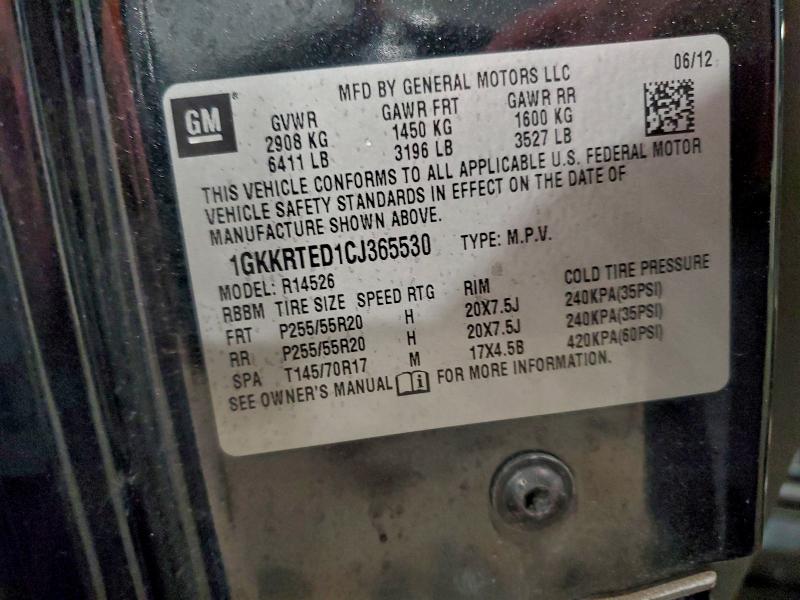 MFD BY GENERAL MOTORS LLC 06/12
GM ®
GVWR GAWR FRT GAWR RR
2908 KG 1450 KG 1600 KG
6411 LB 3196 LB 3527 LB
THIS VEHICLE CONFORMS TO ALL APPLICABLE U.S. FEDERAL MOTOR
VEHICLE SAFETY STANDARDS IN EFFECT ON THE DATE OF
MANUFACTURE SHOWN ABOVE.
1GKKRTED1CJ365530 TYPE: M.P.V.
MODEL: R14526
RBBM TIRE SIZE SPEED RTG RIM COLD TIRE PRESSURE
FRT P255/55R20 H 20X7.5J 240KPA(35PSI)
RR P255/55R20 H 20X7.5J 240KPA(35PSI)
SPA T145/70R17 M 17X4.5B 420KPA(60PSI)
SEE OWNER'S MANUAL i FOR MORE INFORMATION.